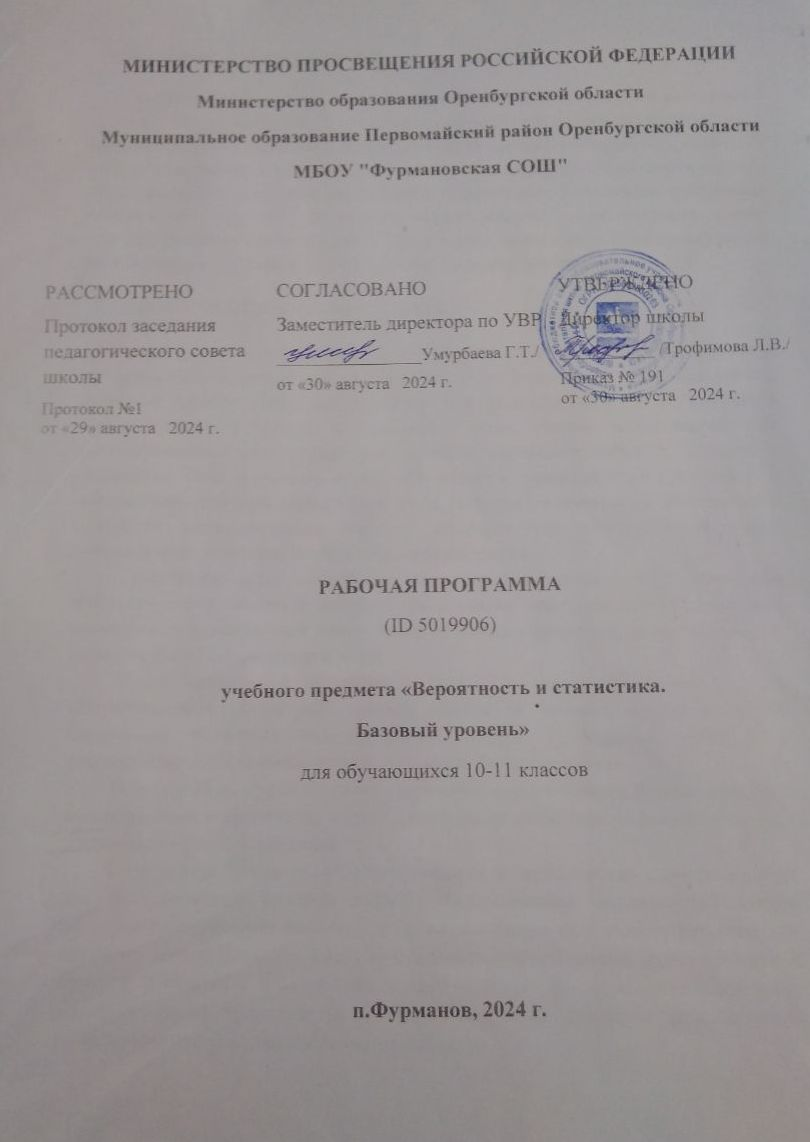 МИНИСТЕРСТВО ПРОСВЕЩЕНИЯ РОССИЙСКОЙ ФЕДЕРАЦИИ
Министерство образования Оренбургской области
Муниципальное образование Первомайский район Оренбургской области
МБОУ "Фурмановская СОШ"
РАССМОТРЕНО
Протокол заседания
педагогического совета
школы
Протокол №1
от «29» августа 2024 г.
СОГЛАСОВАНО
Заместитель директора по УВР
Умурбаева Г.Т./
от «30» августа 2024 г.
УТВЕРЖДЕНО
Директор школы
/Трофимова Л.В./
Приказ № 191
от «30» августа 2024 г.
РАБОЧАЯ ПРОГРАММА
(ID 5019906)
учебного предмета «Вероятность и статистика.
Базовый уровень»
для обучающихся 10-11 классов
п.Фурманов, 2024 г.